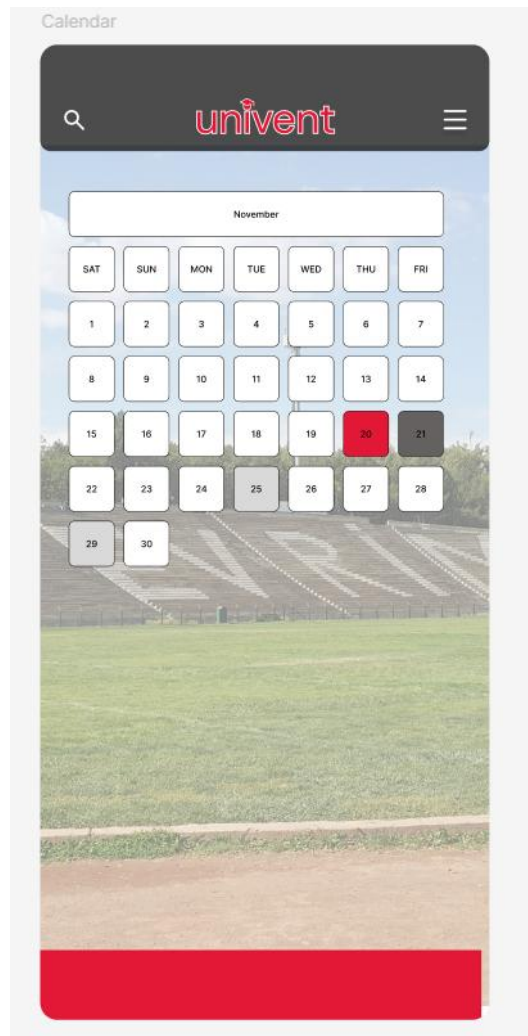 Calendar
univent
November
SAT SUN MON TUE WED THU FRI
1 2 3 4 5 6 7
8 9 10 11 12 13 14
15 16 17 18 19 20 21
22 23 24 25 26 27 28
29 30
EVRİM